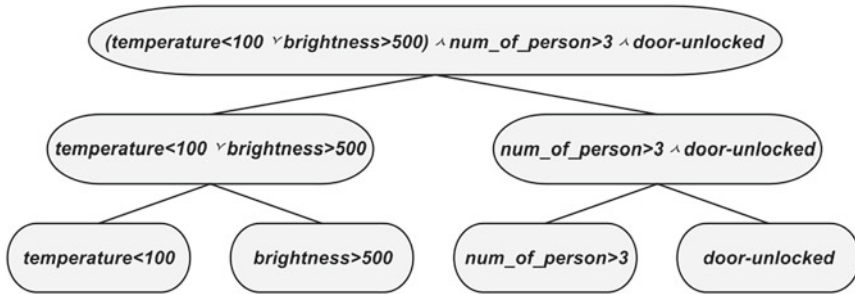 (temperature<100 ⋎ brightness>500) ⋏ num_of_person>3 ⋏ door-unlocked
temperature<100 ⋎ brightness>500
num_of_person>3 ⋏ door-unlocked
temperature<100
brightness>500
num_of_person>3
door-unlocked